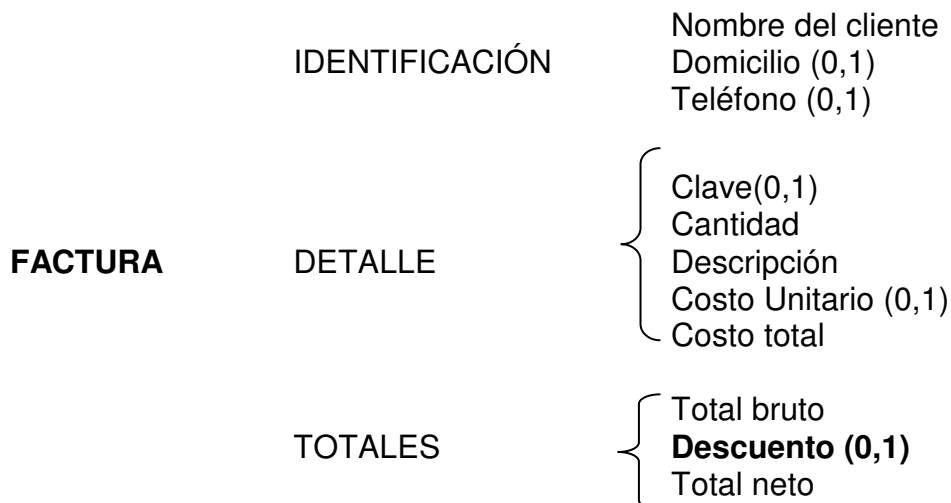 Nombre del cliente
IDENTIFICACIÓN Domicilio (0,1)
Teléfono (0,1)
Clave(0,1)
Cantidad
FACTURA DETALLE Descripción
Costo Unitario (0,1)
Costo total
Total bruto
TOTALES Descuento (0,1)
Total neto